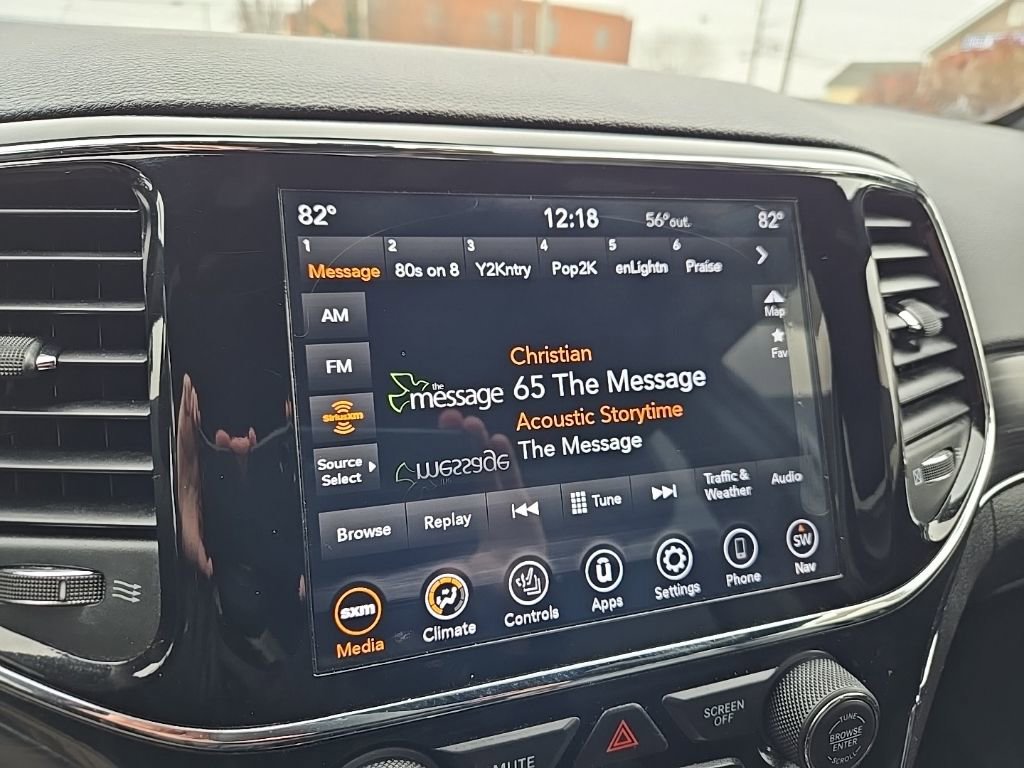 82° 12:18 56° out. 82°
1 2 3 4 5 6
Message 80s on 8 Y2Kntry Pop2K enLightn Praise
AM
Map
Fav
FM
Christian
the message 65 The Message
siriusxm
Acoustic Storytime
The Message
Source Select
message
Browse Replay Tune Traffic & Weather Audio
sxm SW
Media Climate Controls Apps Settings Phone Nav
MUTE
SCREEN OFF
TUNE
BROWSE
ENTER
SCROLL